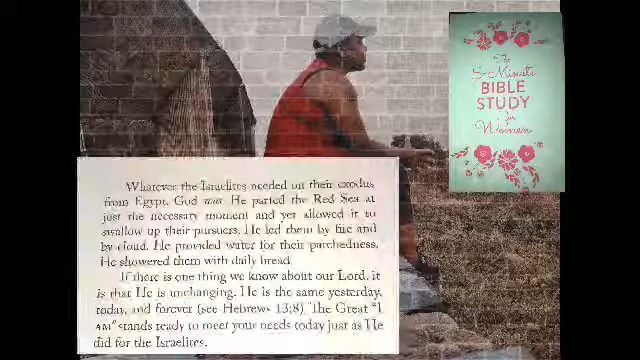 The
5-Minute
BIBLE
STUDY
for
Women
Whatever the Israelites needed on their exodus
from Egypt, God was. He parted the Red Sea at
just the necessary moment and yet allowed it to
swallow up their pursuers. He led them by fire and
by cloud. He provided water for their parchedness.
He showered them with daily bread.
If there is one thing we know about our Lord, it
is that He is unchanging. He is the same yesterday,
today, and forever (see Hebrews 13:8). The Great "I
AM" stands ready to meet your needs today just as He
did for the Israelites.